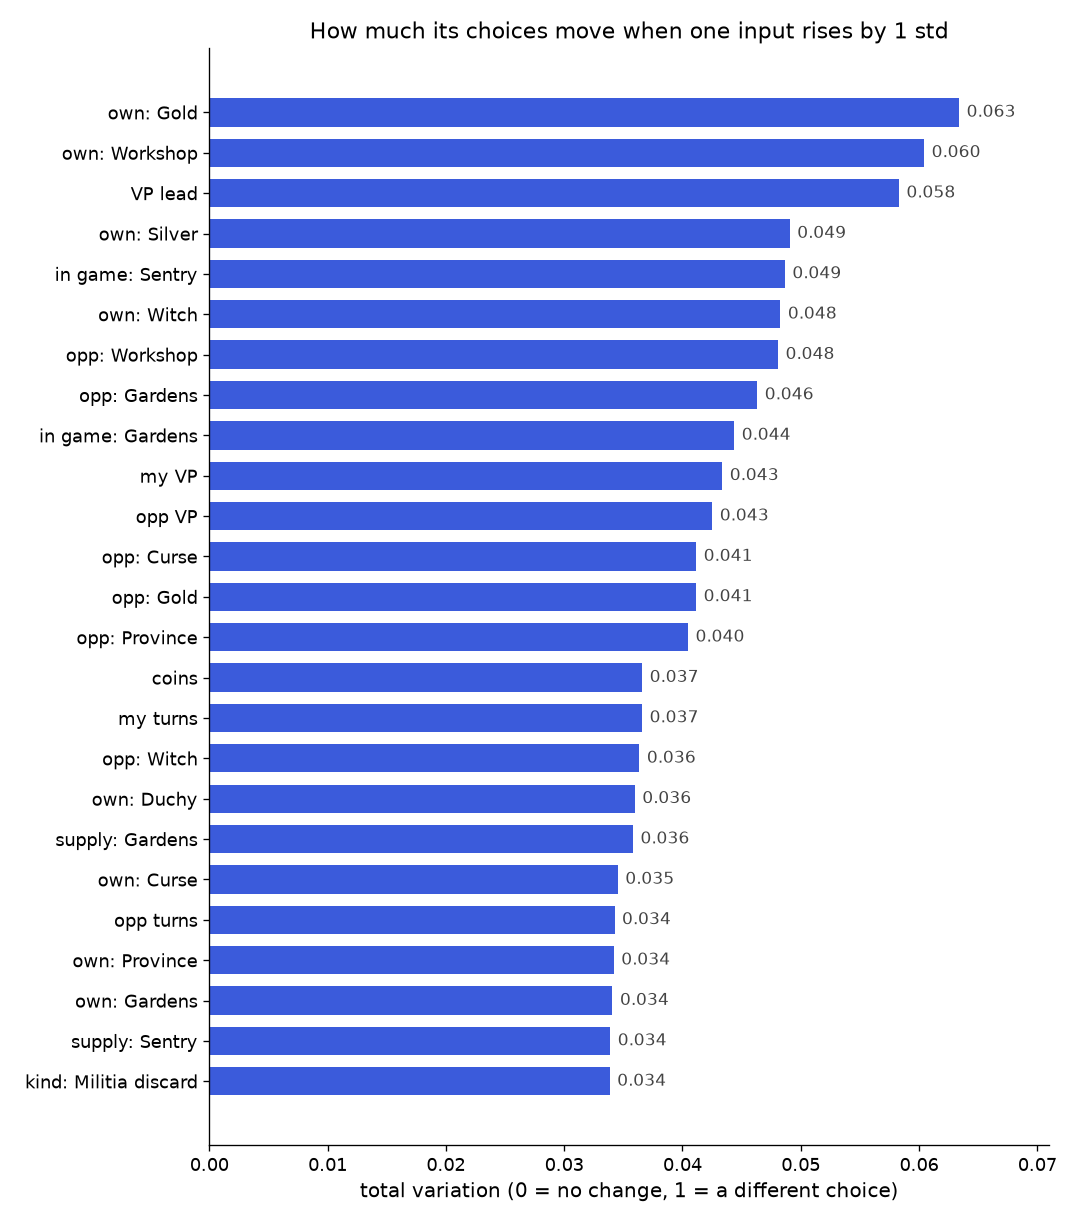 How much its choices move when one input rises by 1 std
own: Gold 0.063
own: Workshop 0.060
VP lead 0.058
own: Silver 0.049
in game: Sentry 0.049
own: Witch 0.048
opp: Workshop 0.048
opp: Gardens 0.046
in game: Gardens 0.044
my VP 0.043
opp VP 0.043
opp: Curse 0.041
opp: Gold 0.041
opp: Province 0.040
coins 0.037
my turns 0.037
opp: Witch 0.036
own: Duchy 0.036
supply: Gardens 0.036
own: Curse 0.035
opp turns 0.034
own: Province 0.034
own: Gardens 0.034
supply: Sentry 0.034
kind: Militia discard 0.034
0.00 0.01 0.02 0.03 0.04 0.05 0.06 0.07
total variation (0 = no change, 1 = a different choice)